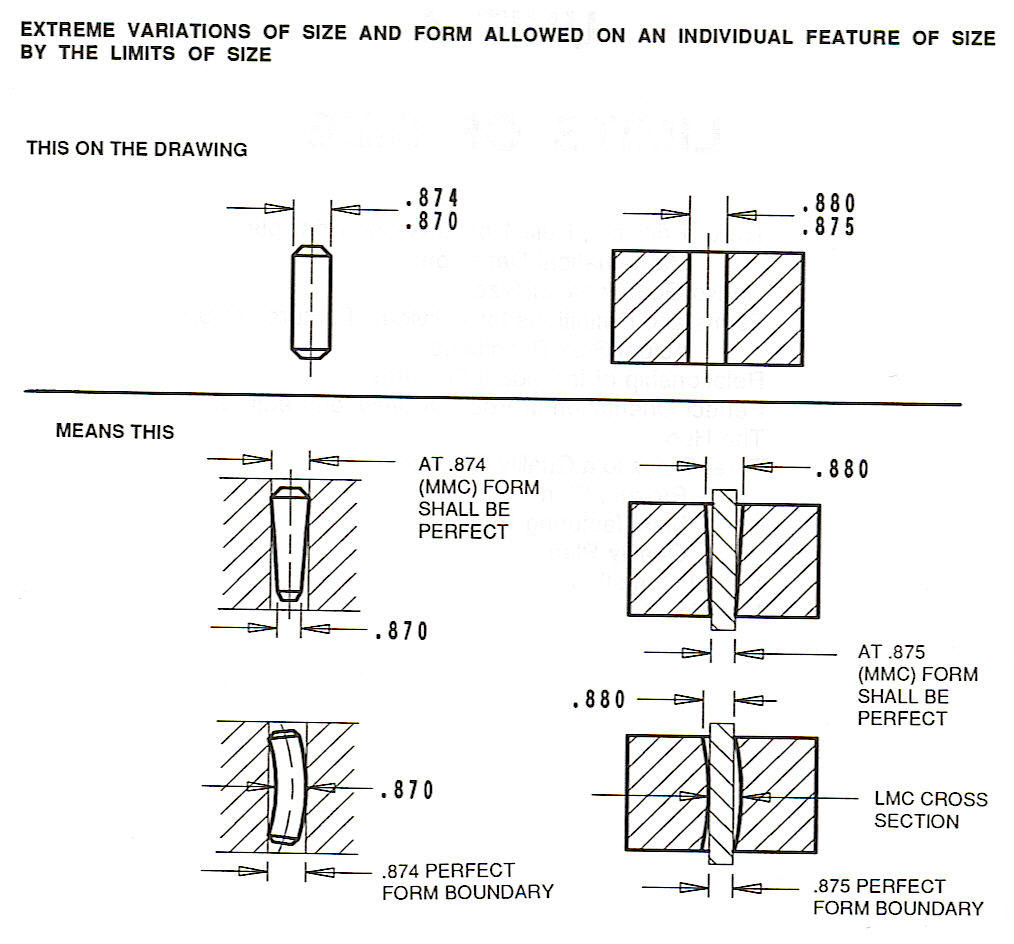 EXTREME VARIATIONS OF SIZE AND FORM ALLOWED ON AN INDIVIDUAL FEATURE OF SIZE
BY THE LIMITS OF SIZE
THIS ON THE DRAWING
.874
.870
.880
.875
MEANS THIS
AT .874
(MMC) FORM
SHALL BE
PERFECT
.870
.880
AT .875
(MMC) FORM
SHALL BE
PERFECT
.870
.874 PERFECT
FORM BOUNDARY
.880
LMC CROSS
SECTION
.875 PERFECT
FORM BOUNDARY